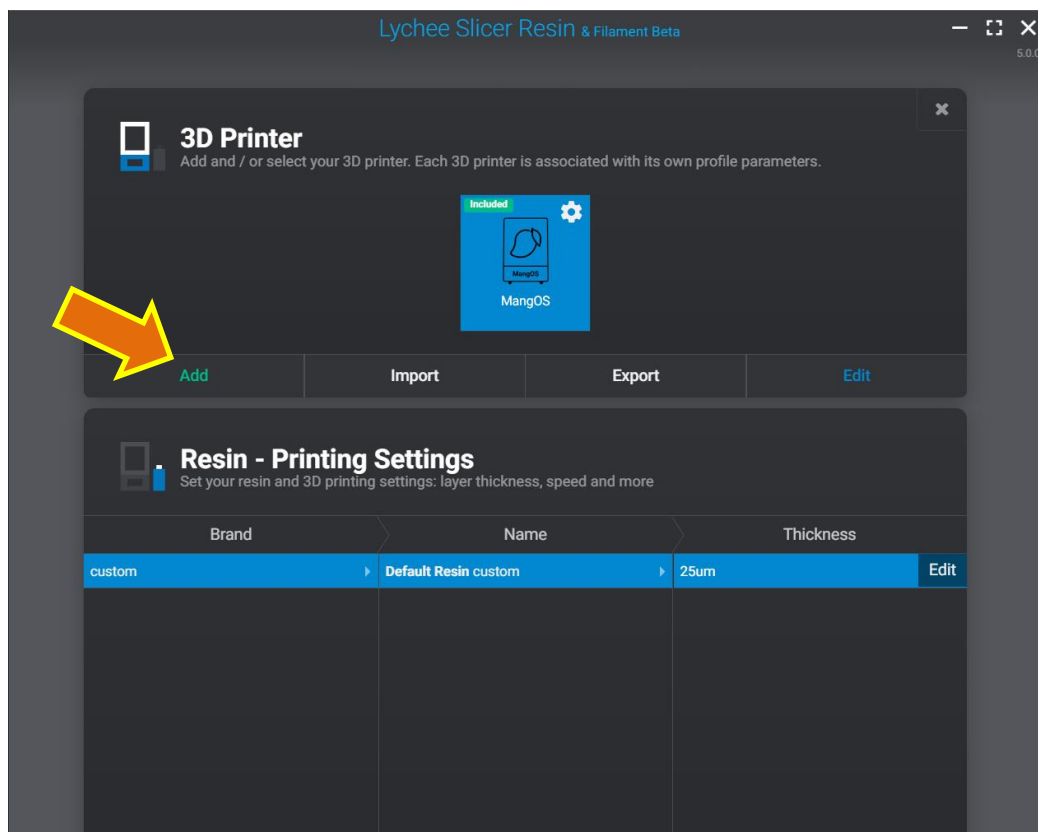 Lychee Slicer Resin & Filament Beta
5.0.0
3D Printer
Add and / or select your 3D printer. Each 3D printer is associated with its own profile parameters.
Included
MangOS
MangOS
Add Import Export Edit
Resin - Printing Settings
Set your resin and 3D printing settings: layer thickness, speed and more
Brand Name Thickness
custom Default Resin custom 25um Edit